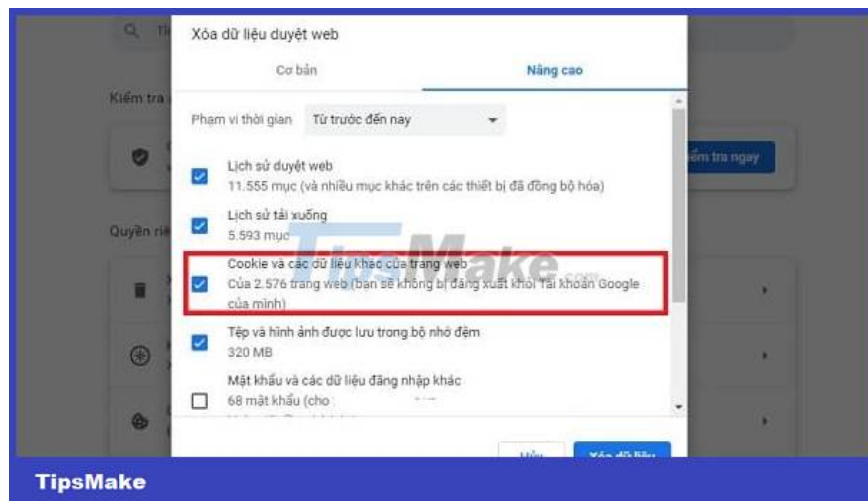 Xóa dữ liệu duyệt web
Cơ bản
Nâng cao
Kiểm tra
Phạm vi thời gian
Từ trước đến nay
Lịch sử duyệt web
11.555 mục (và nhiều mục khác trên các thiết bị đã đồng bộ hóa)
tra ngay
Lịch sử tải xuống
5.593 mục
Quyền
TipsMake
.com
Cookie và các dữ liệu khác của trang web
Của 2.576 trang web (bạn sẽ không bị đăng xuất khỏi Tài khoản Google
của mình)
Tệp và hình ảnh được lưu trong bộ nhớ đệm
320 MB
Mật khẩu và các dữ liệu đăng nhập khác
68 mật khẩu (cho
Hủy
Xóa dữ liệu
TipsMake